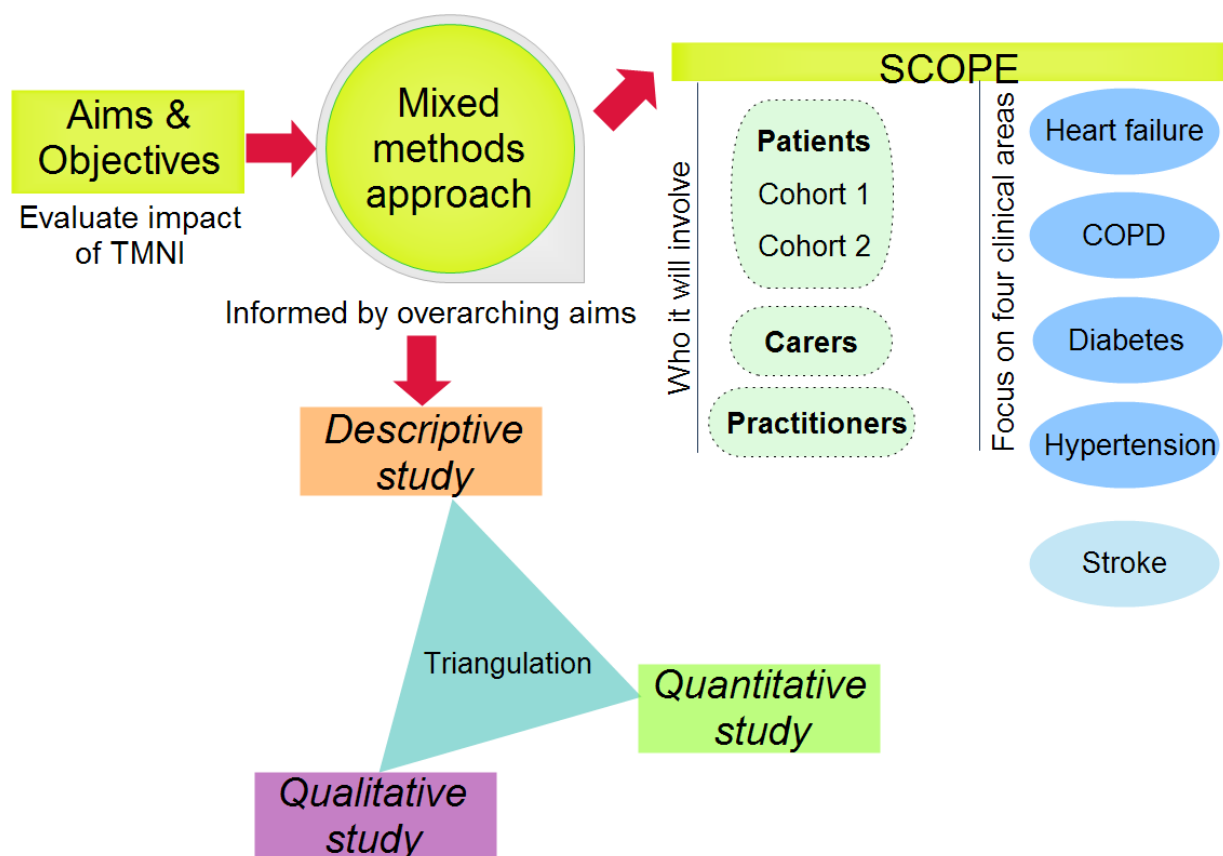 Aims &
Objectives
Evaluate impact
of TMNI
Mixed
methods
approach
Informed by overarching aims
SCOPE
Who it will involve
Patients
Cohort 1
Cohort 2
Carers
Practitioners
Focus on four clinical areas
Heart failure
COPD
Diabetes
Hypertension
Stroke
Descriptive
study
Triangulation
Quantitative
study
Qualitative
study